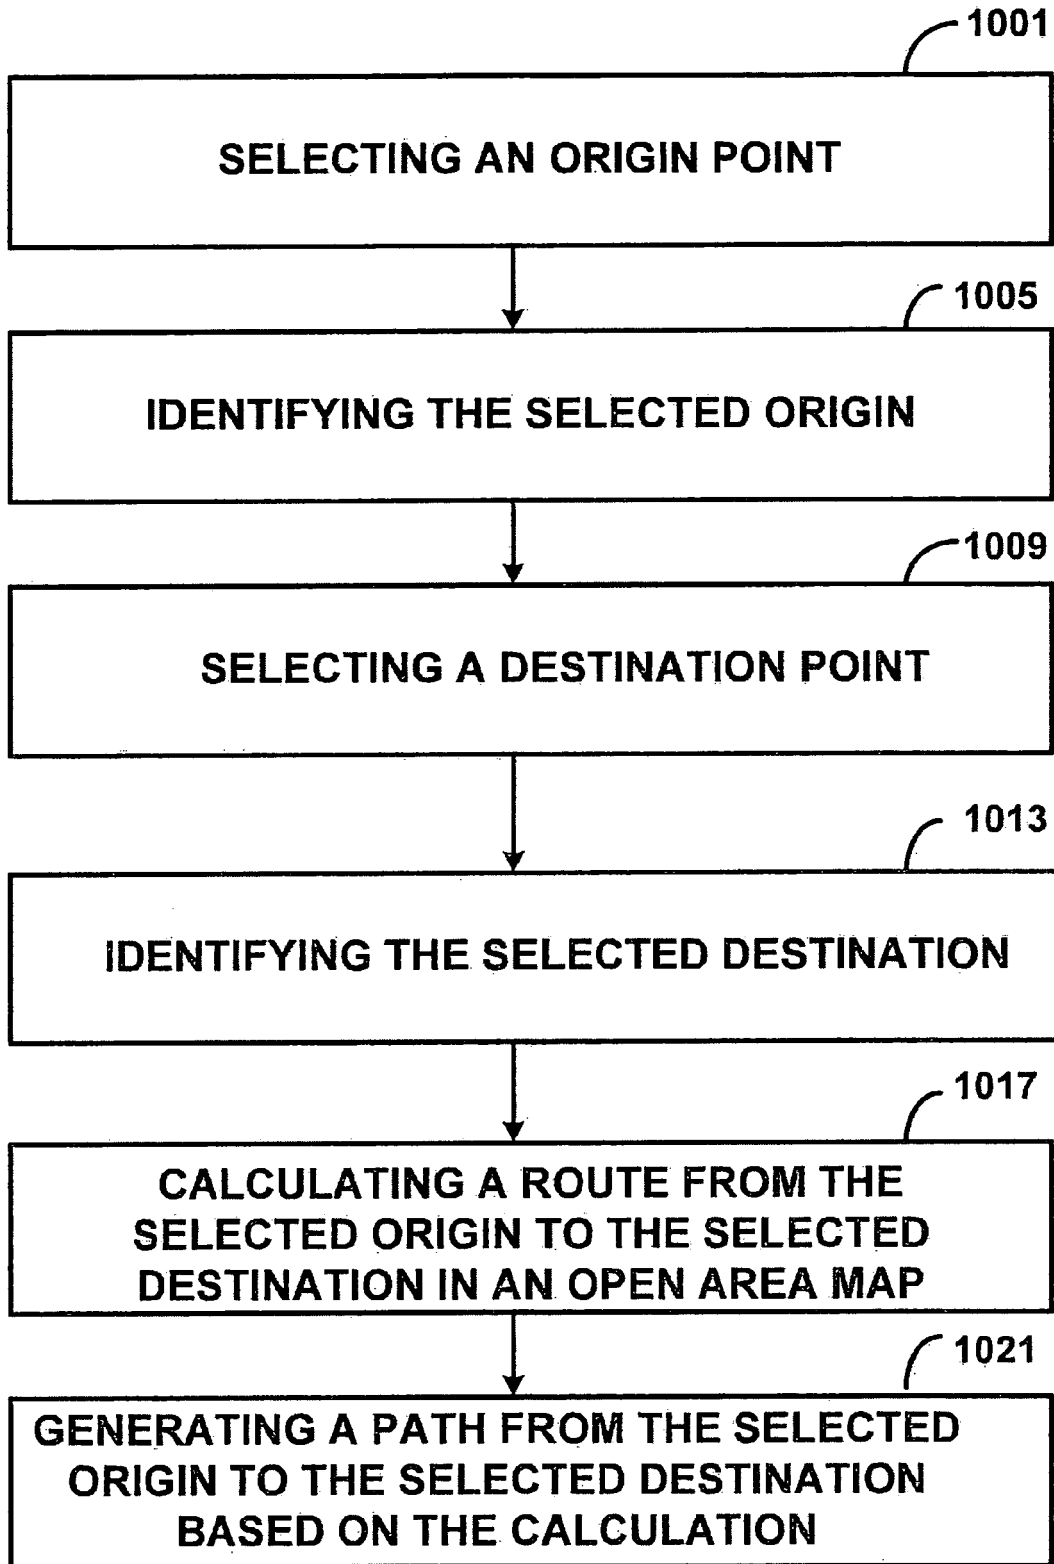 1001
SELECTING AN ORIGIN POINT
1005
IDENTIFYING THE SELECTED ORIGIN
1009
SELECTING A DESTINATION POINT
1013
IDENTIFYING THE SELECTED DESTINATION
1017
CALCULATING A ROUTE FROM THE
SELECTED ORIGIN TO THE SELECTED
DESTINATION IN AN OPEN AREA MAP
1021
GENERATING A PATH FROM THE SELECTED
ORIGIN TO THE SELECTED DESTINATION
BASED ON THE CALCULATION